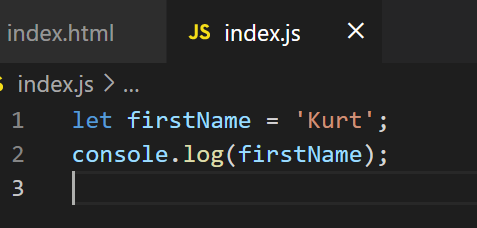 index.html JS index.js ×
index.js > ...
1 let firstName = 'Kurt';
2 console.log(firstName);
3